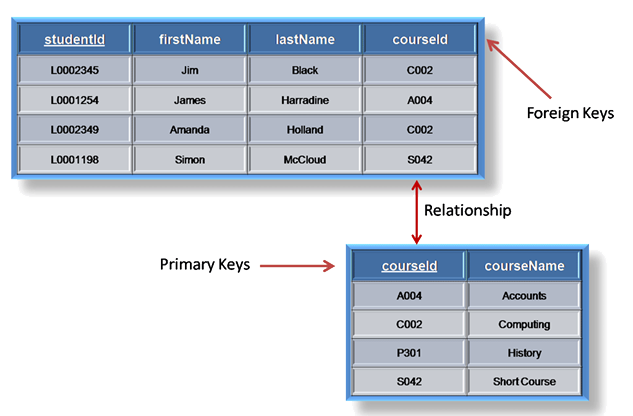 studentId firstName lastName courseId
L0002345 Jim Black C002
L0001254 James Harradine A004
L0002349 Amanda Holland C002
L0001198 Simon McCloud S042
Foreign Keys
Relationship
Primary Keys
courseId courseName
A004 Accounts
C002 Computing
P301 History
S042 Short Course